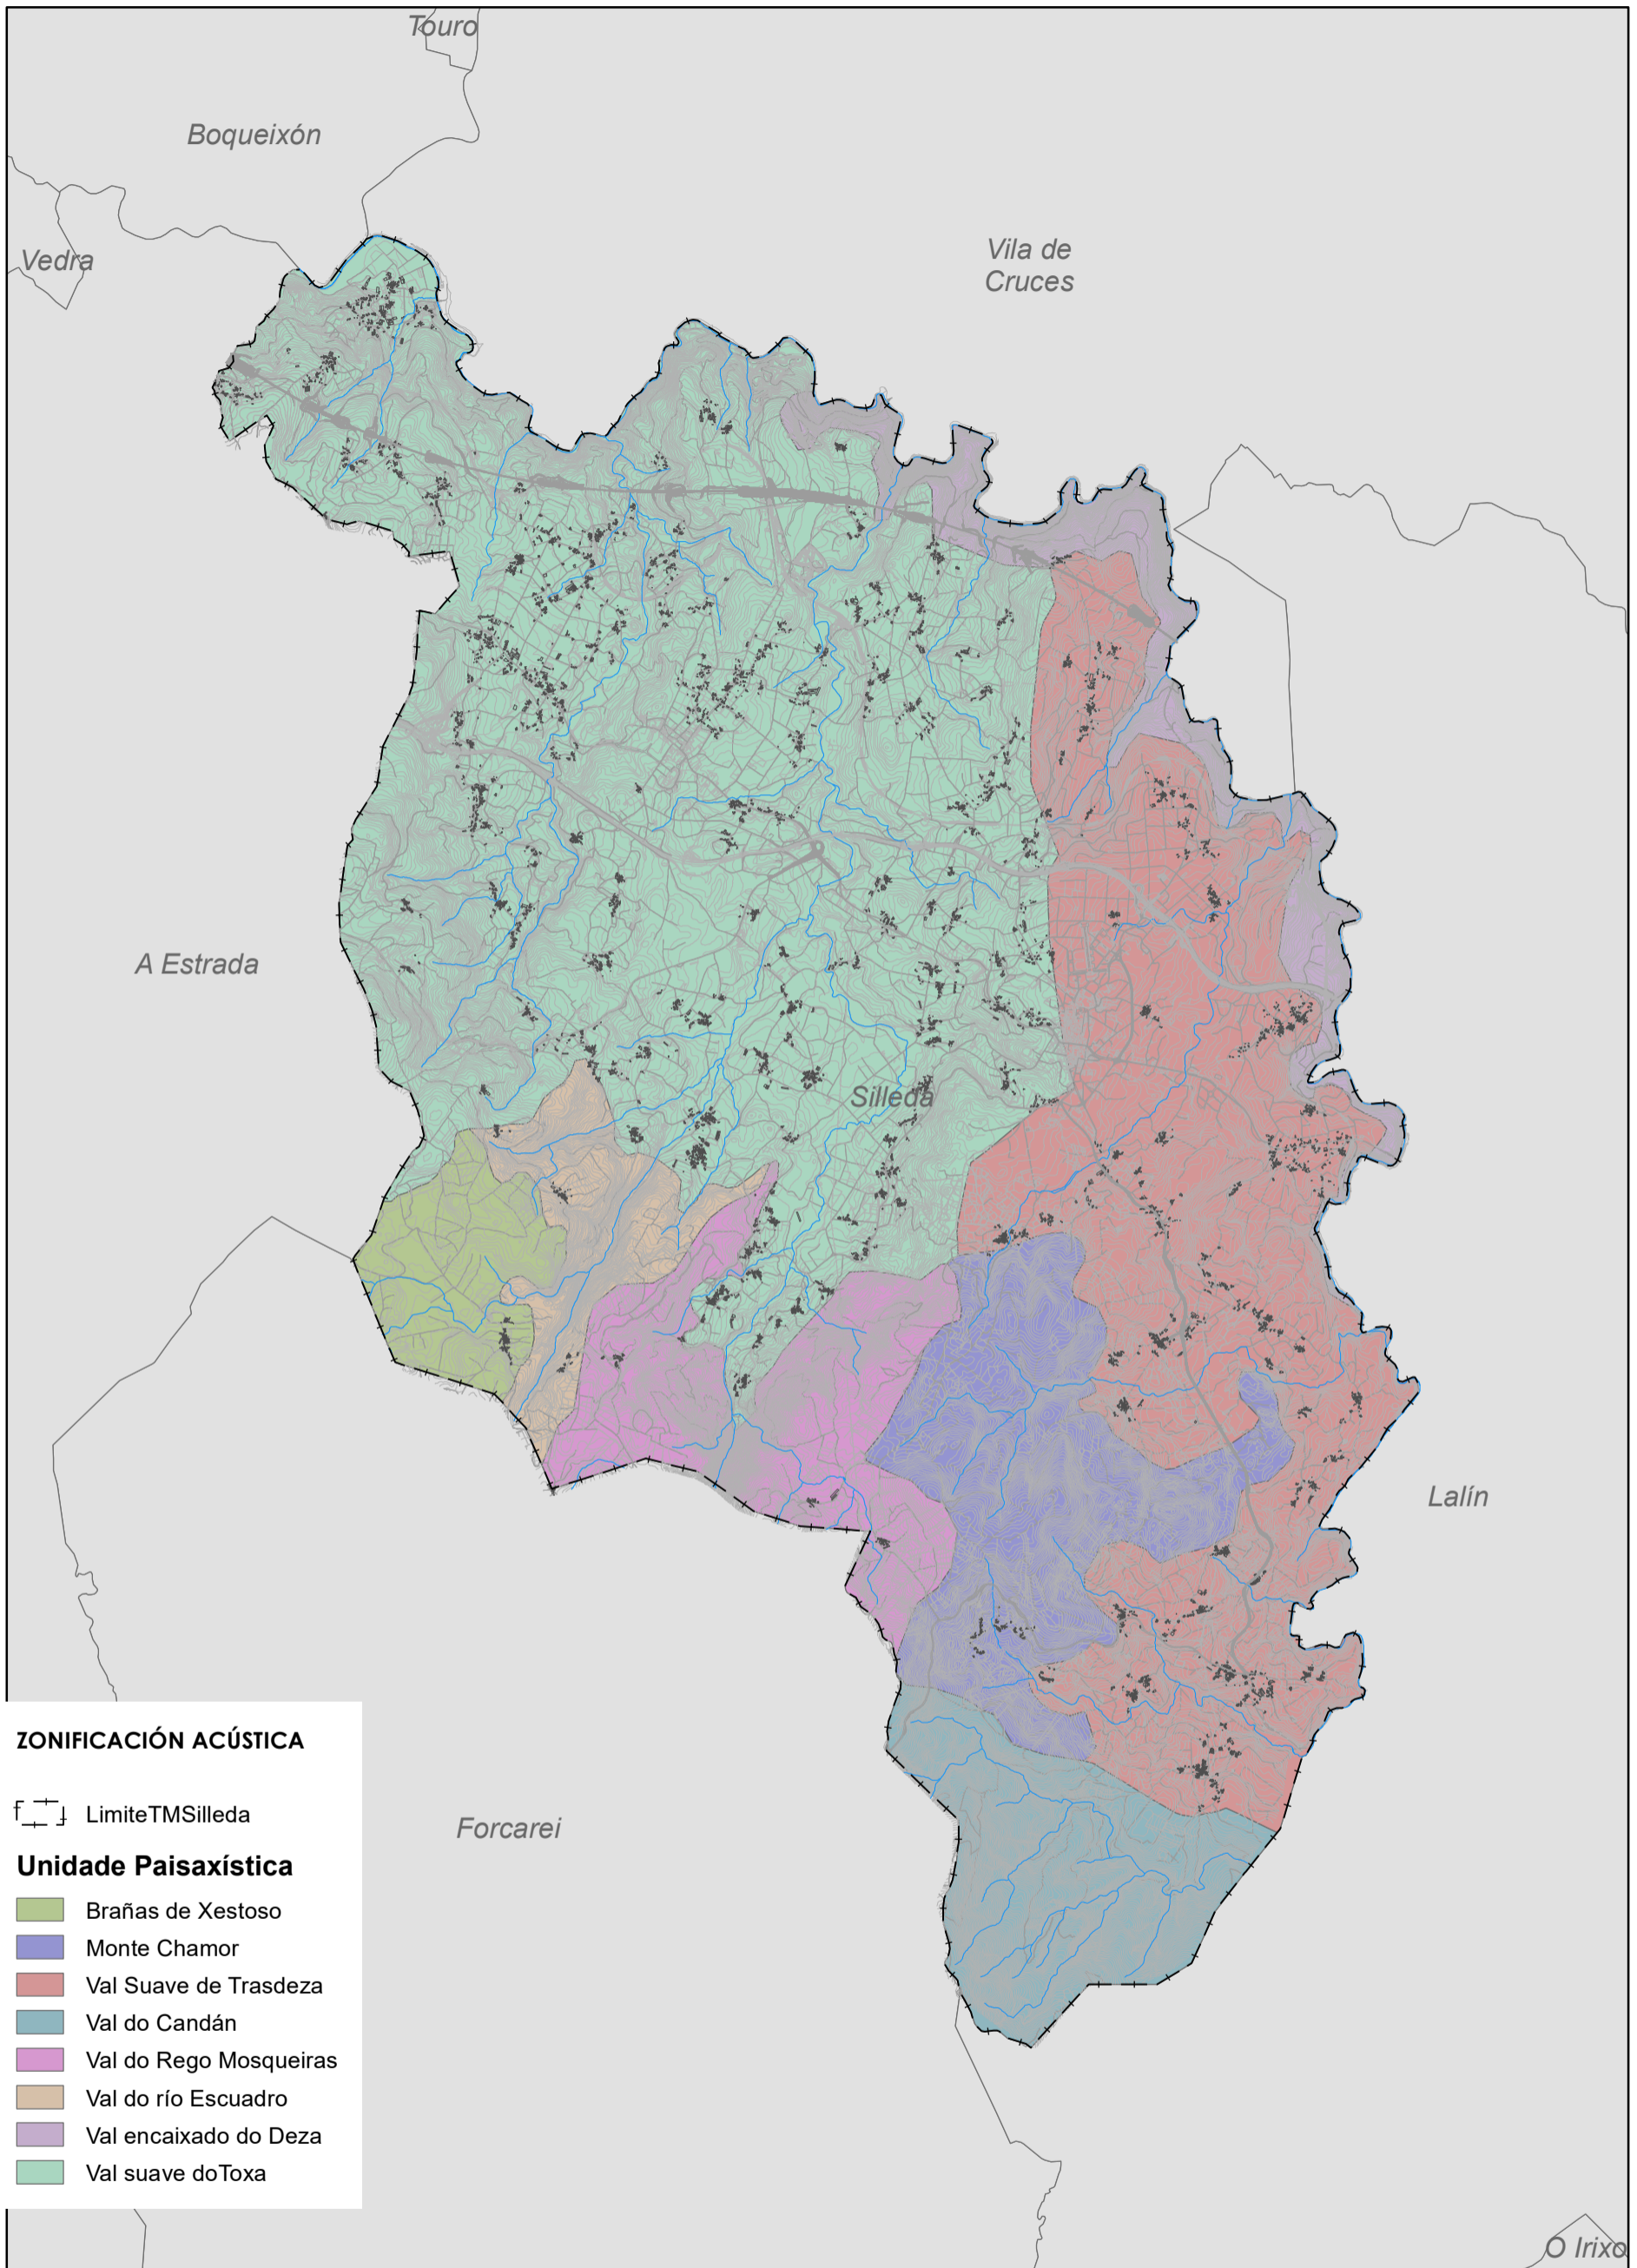 Touro
Boqueixón
Vedra
Vila de
Cruces
A Estrada
Silleda
Lalín
Forcarei
O Irixo
ZONIFICACIÓN ACÚSTICA
LimiteTMSilleda
Unidade Paisaxística
Brañas de Xestoso
Monte Chamor
Val Suave de Trasdeza
Val do Candán
Val do Rego Mosqueiras
Val do río Escuadro
Val encaixado do Deza
Val suave doToxa